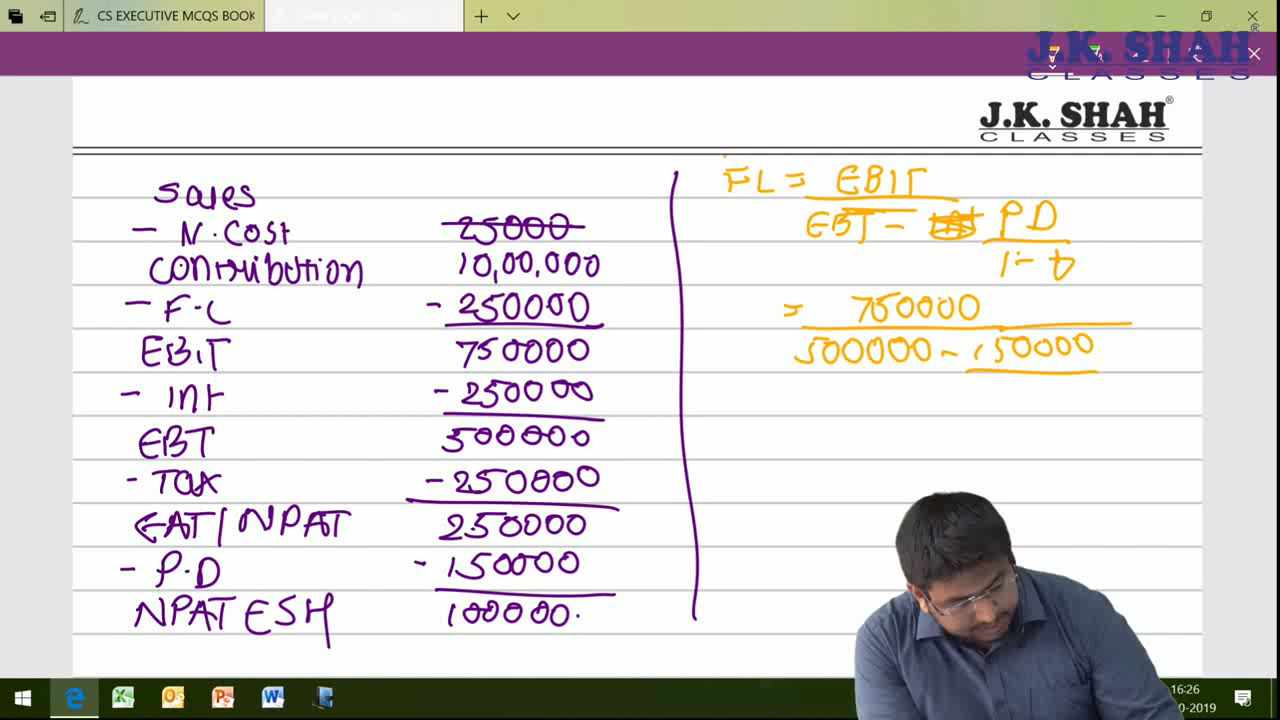 CS EXECUTIVE MCQS BOOK
J.K. SHAH ®
CLASSES
J.K. SHAH ®
CLASSES
Sales
- V.Cost 25000
Contribution 10,00,000
- F.C - 250000
EBIT 750000
- Int - 250000
EBT 500000
- Tax - 250000
EAT/NPAT 250000
- P.D - 150000
NPATESH 100000.
FL = EBIT
EBT - PD
1 - t
= 750000
500000 - 150000
16:26
0-2019